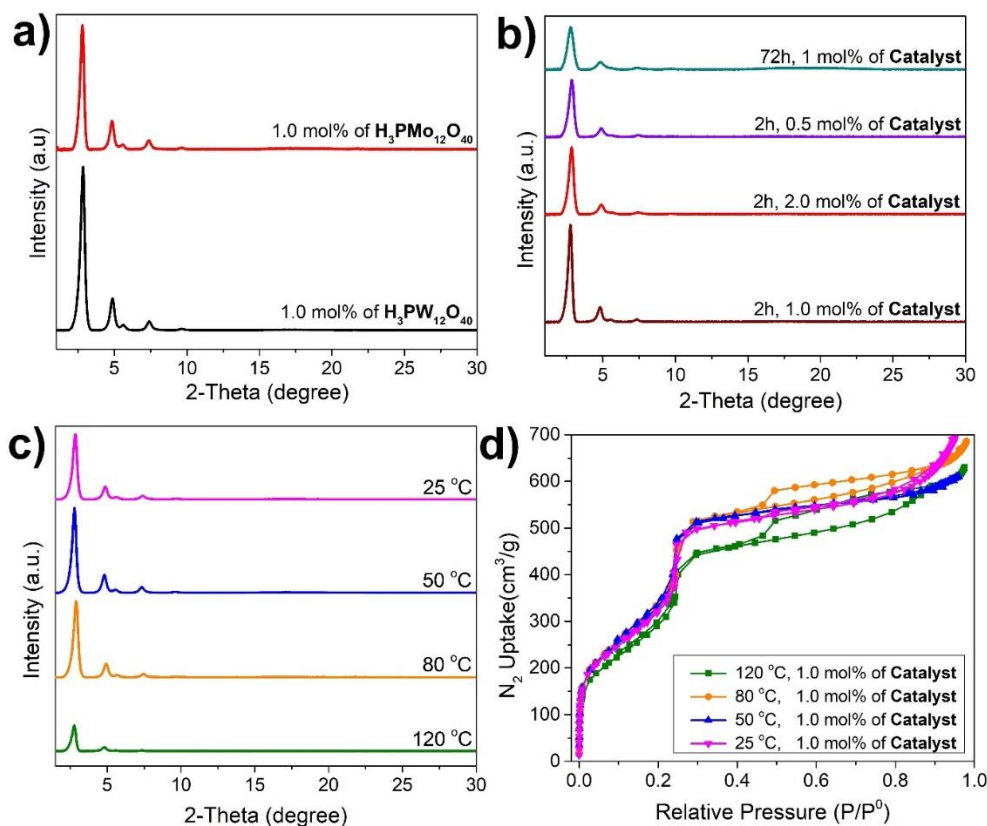 a)
1.0 mol% of H₃PMo₁₂O₄₀
1.0 mol% of H₃PW₁₂O₄₀
Intensity (a.u)
5 10 15 20 25 30
2-Theta (degree)
b)
72h, 1 mol% of Catalyst
2h, 0.5 mol% of Catalyst
2h, 2.0 mol% of Catalyst
2h, 1.0 mol% of Catalyst
Intensity (a.u)
5 10 15 20 25 30
2-Theta (degree)
c)
25 °C
50 °C
80 °C
120 °C
Intensity (a.u.)
5 10 15 20 25 30
2-Theta (degree)
d)
700
600
500
400
300
200
100
0
N₂ Uptake(cm³/g)
120 °C, 1.0 mol% of Catalyst
80 °C, 1.0 mol% of Catalyst
50 °C, 1.0 mol% of Catalyst
25 °C, 1.0 mol% of Catalyst
0.0 0.2 0.4 0.6 0.8 1.0
Relative Pressure (P/P⁰)